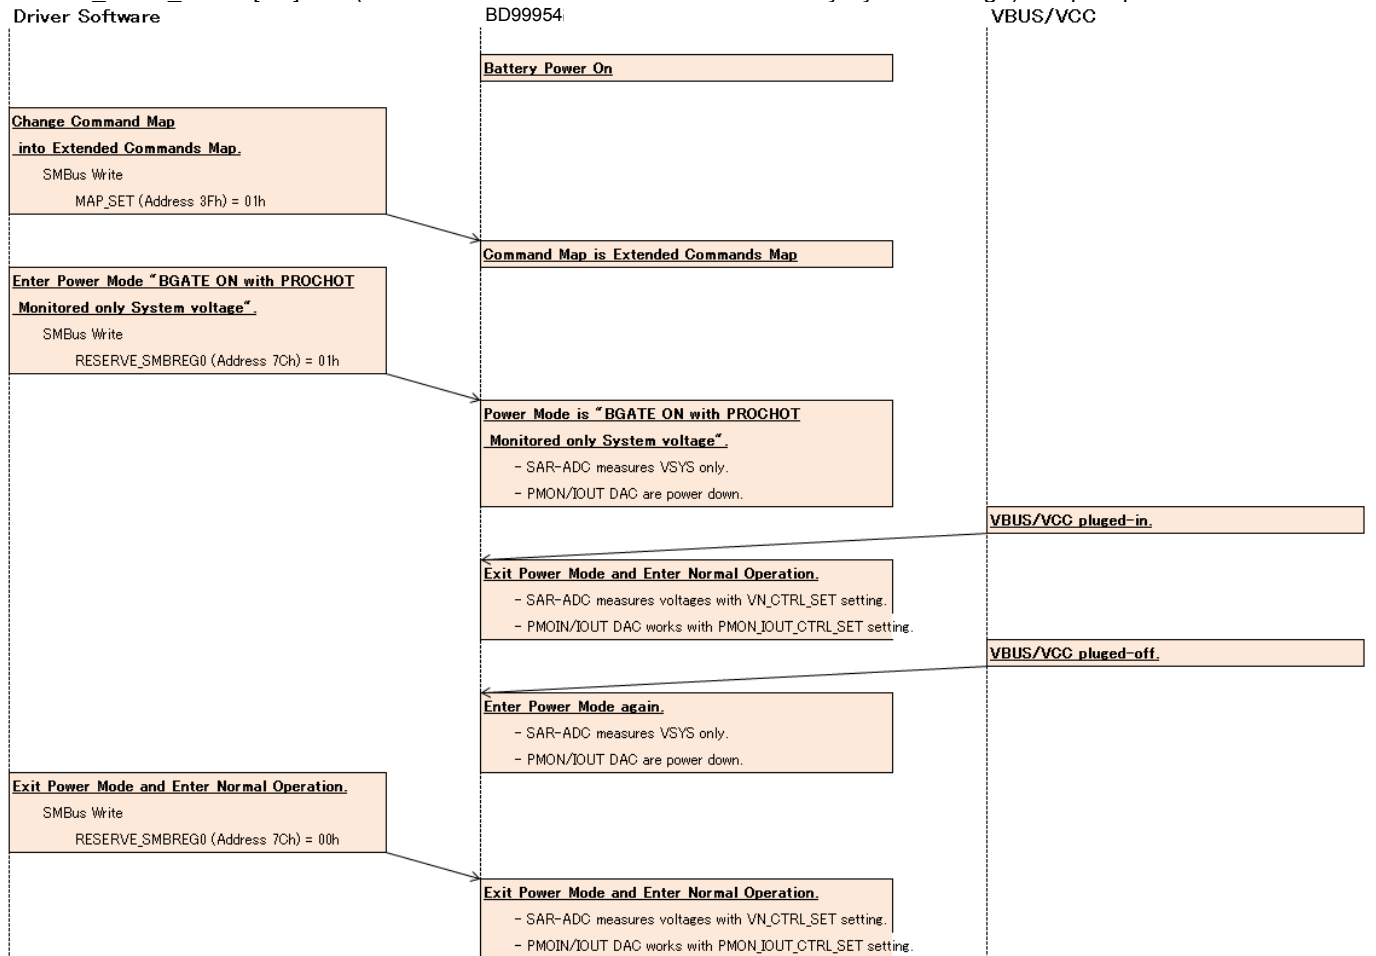 Driver Software
BD99954
VBUS/VCC
Battery Power On
Change Command Map
into Extended Commands Map.
SMBus Write
MAP_SET (Address 3Fh) = 01h
Command Map is Extended Commands Map
Enter Power Mode "BGATE ON with PROCHOT
Monitored only System voltage".
SMBus Write
RESERVE_SMBREG0 (Address 7Ch) = 01h
Power Mode is "BGATE ON with PROCHOT
Monitored only System voltage".
- SAR-ADC measures VSYS only.
- PMON/IOUT DAC are power down.
VBUS/VCC pluged-in.
Exit Power Mode and Enter Normal Operation.
- SAR-ADC measures voltages with VN_CTRL_SET setting.
- PMOIN/IOUT DAC works with PMON_IOUT_CTRL_SET setting.
VBUS/VCC pluged-off.
Enter Power Mode again.
- SAR-ADC measures VSYS only.
- PMON/IOUT DAC are power down.
Exit Power Mode and Enter Normal Operation.
SMBus Write
RESERVE_SMBREG0 (Address 7Ch) = 00h
Exit Power Mode and Enter Normal Operation.
- SAR-ADC measures voltages with VN_CTRL_SET setting.
- PMOIN/IOUT DAC works with PMON_IOUT_CTRL_SET setting.